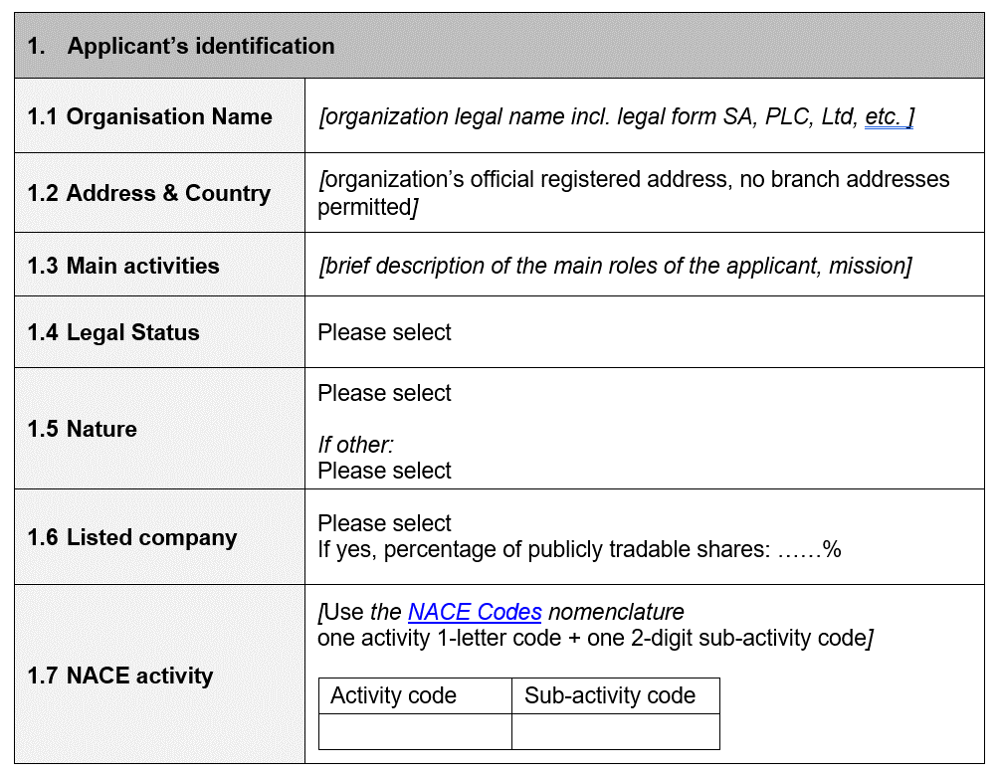 1. Applicant’s identification
1.1 Organisation Name
[organization legal name incl. legal form SA, PLC, Ltd, etc. ]
1.2 Address & Country
[organization’s official registered address, no branch addresses
permitted]
1.3 Main activities
[brief description of the main roles of the applicant, mission]
1.4 Legal Status
Please select
1.5 Nature
Please select
If other:
Please select
1.6 Listed company
Please select
If yes, percentage of publicly tradable shares: ……%
1.7 NACE activity
[Use the NACE Codes nomenclature
one activity 1-letter code + one 2-digit sub-activity code]
Activity code
Sub-activity code